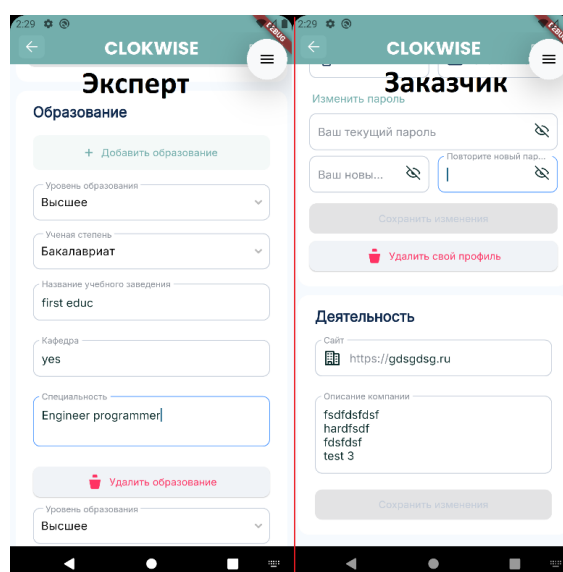 2:29
DEBUG
CLOKWISE
Эксперт
Образование
+ Добавить образование
Уровень образования
Высшее
Ученая степень
Бакалавриат
Название учебного заведения
first educ
Кафедра
yes
Специальность
Engineer programmer
Удалить образование
Уровень образования
Высшее
2:29
DEBUG
CLOKWISE
Заказчик
Изменить пароль
Ваш текущий пароль
Ваш новы...
Повторите новый пар...
Сохранить изменения
Удалить свой профиль
Деятельность
Сайт
https://gdsgdsg.ru
Описание компании
fsdfdsfdsf
hardfsdf
fdsfdsf
test 3
Сохранить изменения